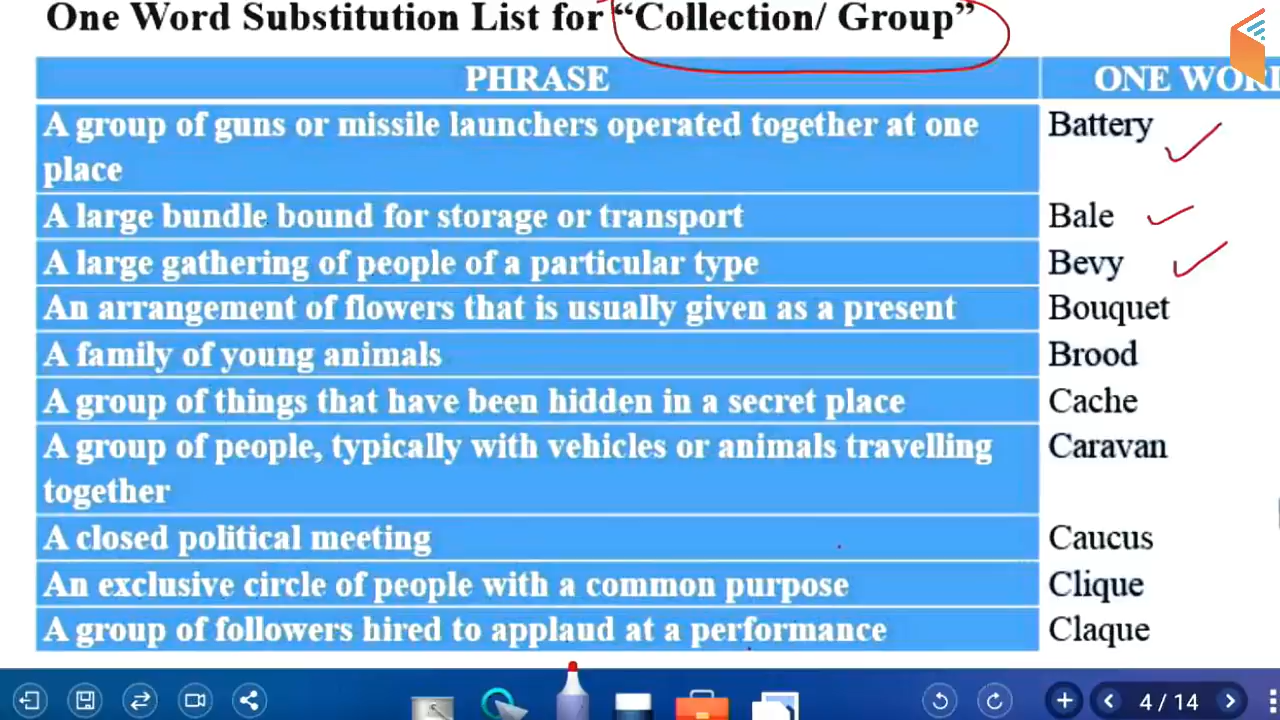 One Word Substitution List for “Collection/ Group”
PHRASE ONE WORD
A group of guns or missile launchers operated together at one Battery
place
A large bundle bound for storage or transport Bale
A large gathering of people of a particular type Bevy
An arrangement of flowers that is usually given as a present Bouquet
A family of young animals Brood
A group of things that have been hidden in a secret place Cache
A group of people, typically with vehicles or animals travelling Caravan
together
A closed political meeting Caucus
An exclusive circle of people with a common purpose Clique
A group of followers hired to applaud at a performance Claque
4 / 14